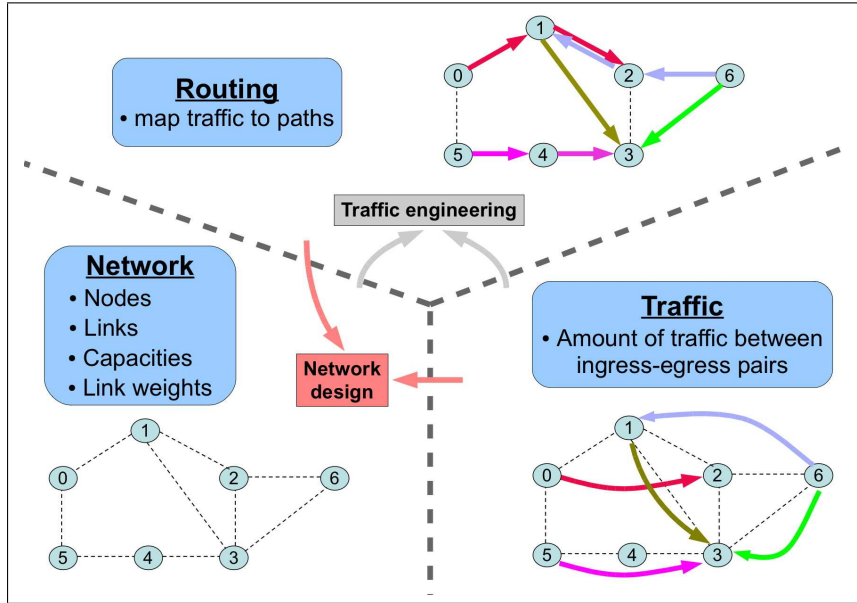 Routing
• map traffic to paths
1
0
2
6
5
4
3
Traffic engineering
Network
• Nodes
• Links
• Capacities
• Link weights
Traffic
• Amount of traffic between
ingress-egress pairs
Network
design
1
0
2
6
5
4
3
1
0
2
6
5
4
3